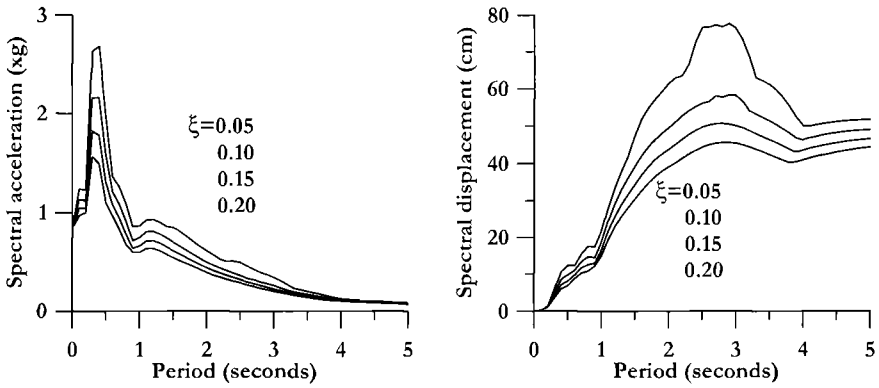 3
2
1
0
Spectral acceleration (xg)
ξ=0.05
0.10
0.15
0.20
0 1 2 3 4 5
Period (seconds)
80
60
40
20
0
Spectral displacement (cm)
ξ=0.05
0.10
0.15
0.20
0 1 2 3 4 5
Period (seconds)